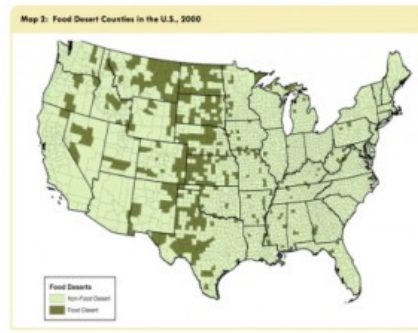 Map 2: Food Desert Counties in the U.S., 2000
Food Deserts
Non-Food Desert
Food Desert